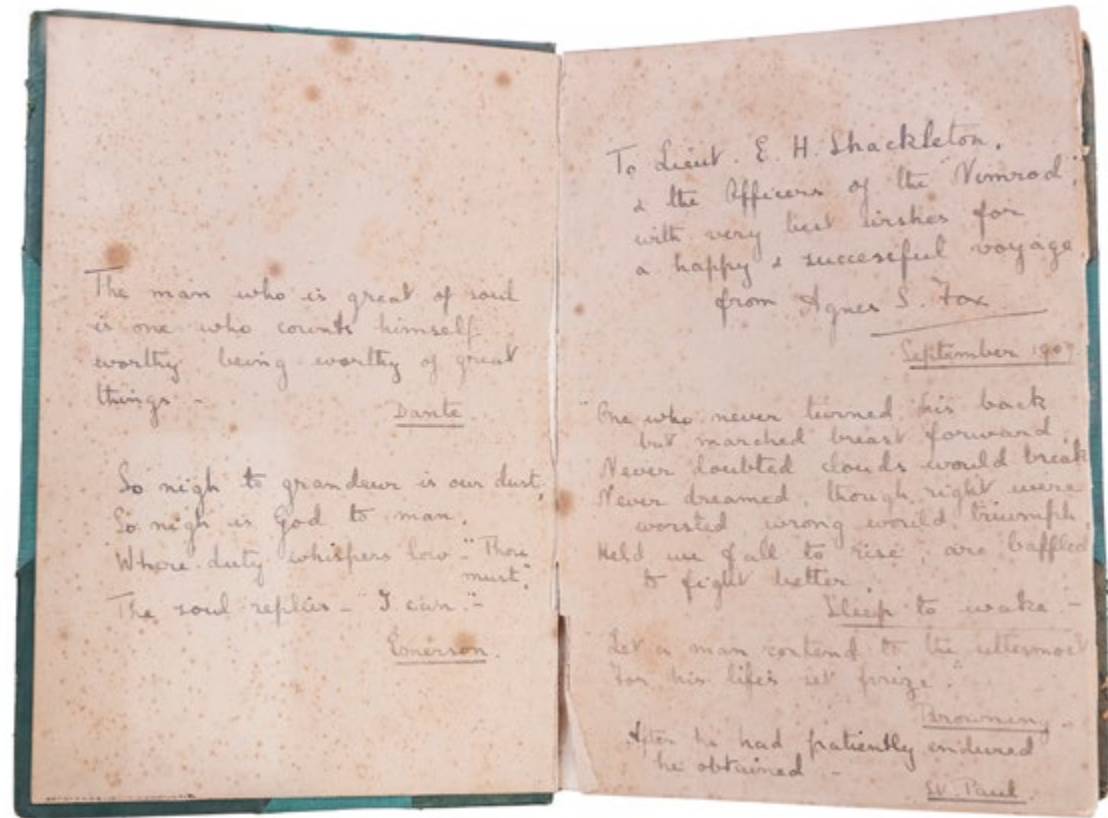 The man who is great of soul
is one who counts himself
worthy being worthy of great
things -
Dante
So nigh to grandeur is our dust,
So nigh is God to man,
When duty whispers low "Thou
must",
The soul replies - "I can." -
Emerson.
To Lieut. E. H. Shackleton,
& the Officers of the "Nimrod",
with very best wishes for
a happy & successful voyage
from Agnes S. Fox
September 1907
"One who never turned his back
but marched breast forward,
Never doubted clouds would break
Never dreamed, though right were
worsted wrong would triumph,
Held we fall to rise, are baffled
to fight better
Sleep to wake" -
Let a man contend to the uttermost
For his life's set prize".
Browning -
After he had patiently endured
he obtained -
St. Paul.